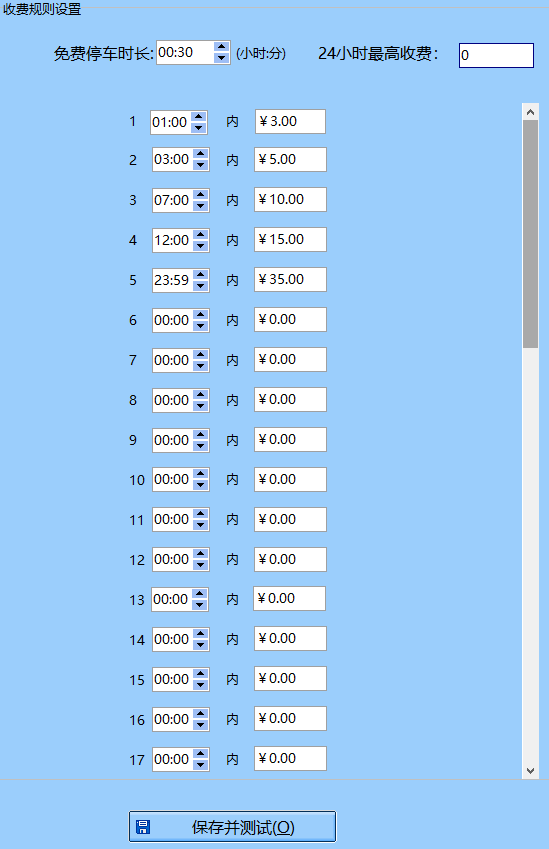 收费规则设置
免费停车时长: 00:30 (小时:分) 24小时最高收费： 0
1 01:00 内 ¥3.00
2 03:00 内 ¥5.00
3 07:00 内 ¥10.00
4 12:00 内 ¥15.00
5 23:59 内 ¥35.00
6 00:00 内 ¥0.00
7 00:00 内 ¥0.00
8 00:00 内 ¥0.00
9 00:00 内 ¥0.00
10 00:00 内 ¥0.00
11 00:00 内 ¥0.00
12 00:00 内 ¥0.00
13 00:00 内 ¥0.00
14 00:00 内 ¥0.00
15 00:00 内 ¥0.00
16 00:00 内 ¥0.00
17 00:00 内 ¥0.00
保存并测试(O)